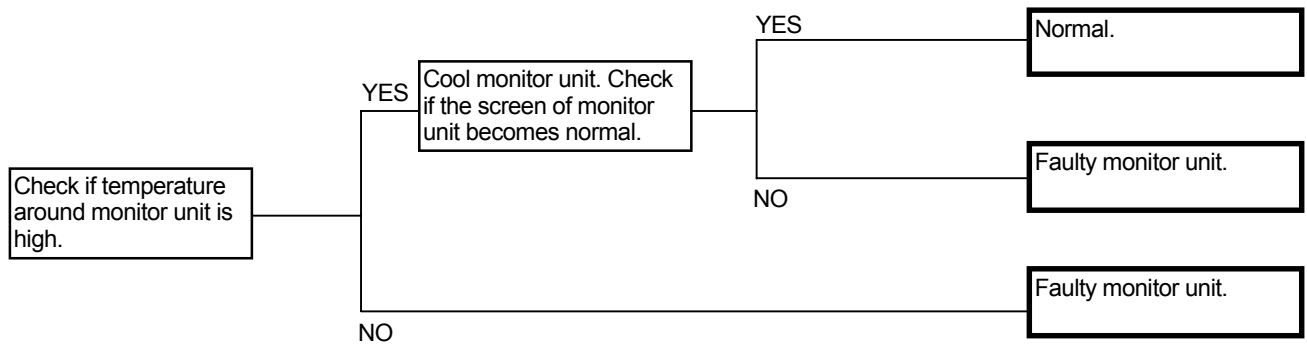 Check if temperature
around monitor unit is
high.
YES
Cool monitor unit. Check
if the screen of monitor
unit becomes normal.
YES
Normal.
NO
Faulty monitor unit.
NO
Faulty monitor unit.